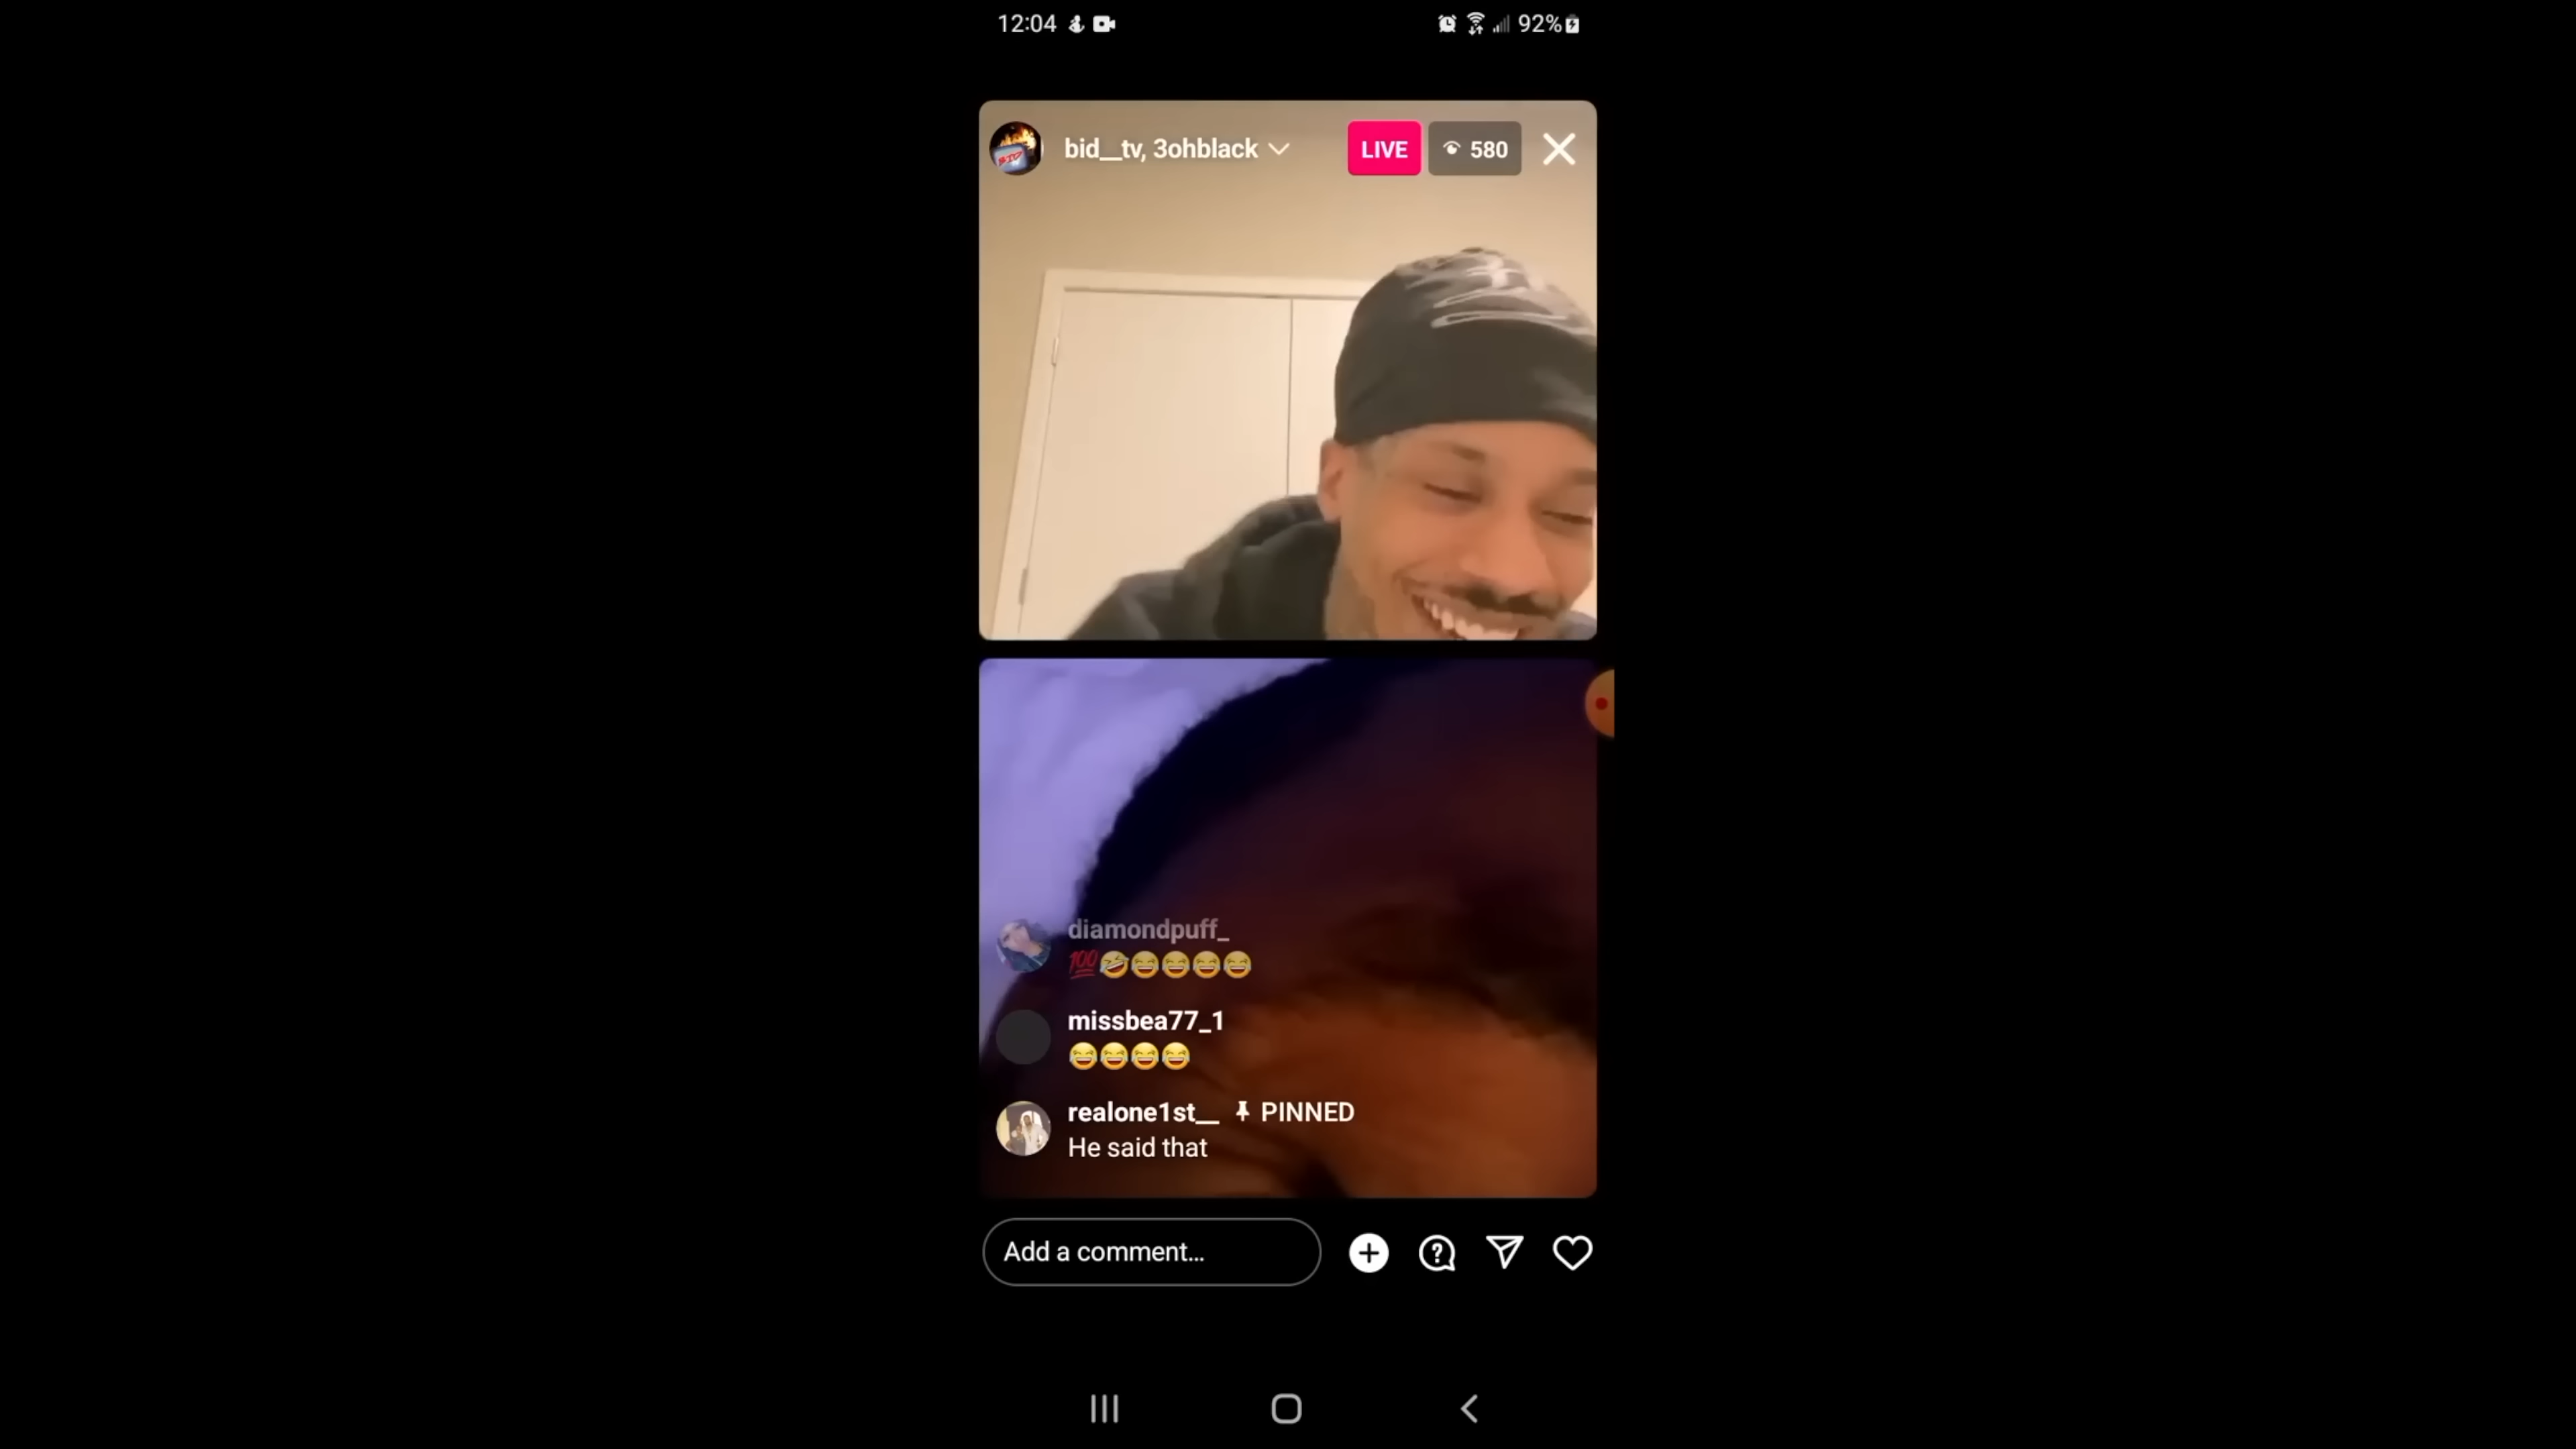 12:04 92%
bid__tv, 3ohblack LIVE 580
diamondpuff_
💯🤣😂😂😂😂
missbea77_1
😂😂😂😂
realone1st__ PINNED
He said that
Add a comment...